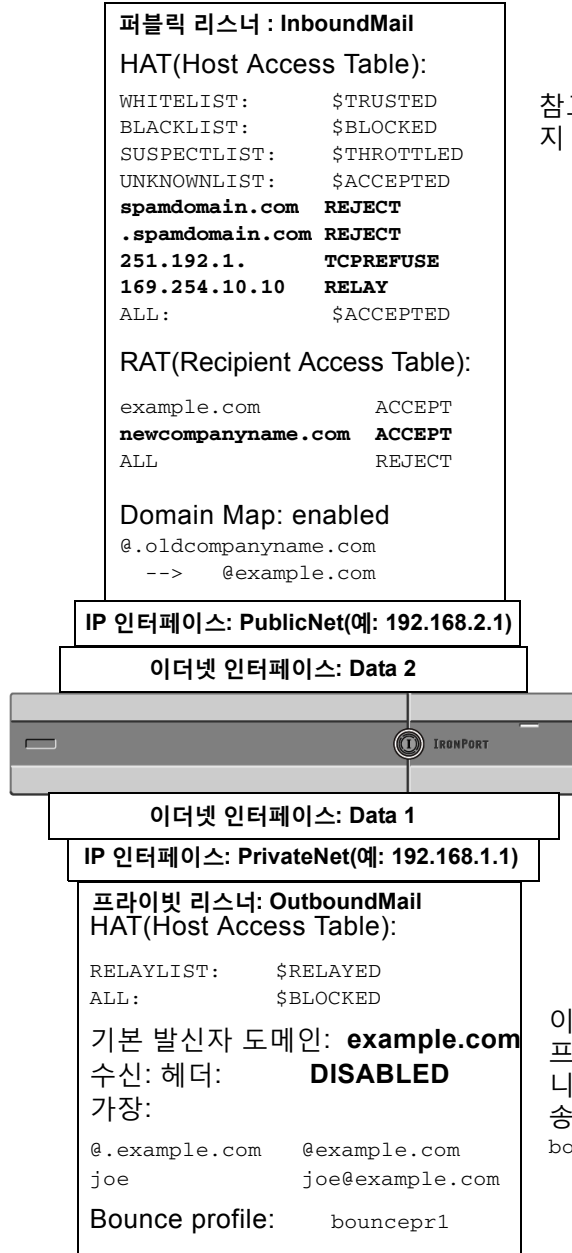 퍼블릭 리스너 : InboundMail
HAT(Host Access Table):
WHITELIST: $TRUSTED
BLACKLIST: $BLOCKED
SUSPECTLIST: $THROTTLED
UNKNOWNLIST: $ACCEPTED
spamdomain.com REJECT
.spamdomain.com REJECT
251.192.1. TCPREFUSE
169.254.10.10 RELAY
ALL: $ACCEPTED
RAT(Recipient Access Table):
example.com ACCEPT
newcompanyname.com ACCEPT
ALL REJECT
Domain Map: enabled
@.oldcompanyname.com
--> @example.com
지
IP 인터페이스: PublicNet(예: 192.168.2.1)
이더넷 인터페이스: Data 2
IRONPORT
이더넷 인터페이스: Data 1
IP 인터페이스: PrivateNet(예: 192.168.1.1)
프라이빗 리스너: OutboundMail
HAT(Host Access Table):
RELAYLIST: $RELAYED
ALL: $BLOCKED
기본 발신자 도메인: example.com
수신: 헤더: DISABLED
가장:
@.example.com @example.com
joe joe@example.com
Bounce profile: bouncepr1
이
프
니
송
bo